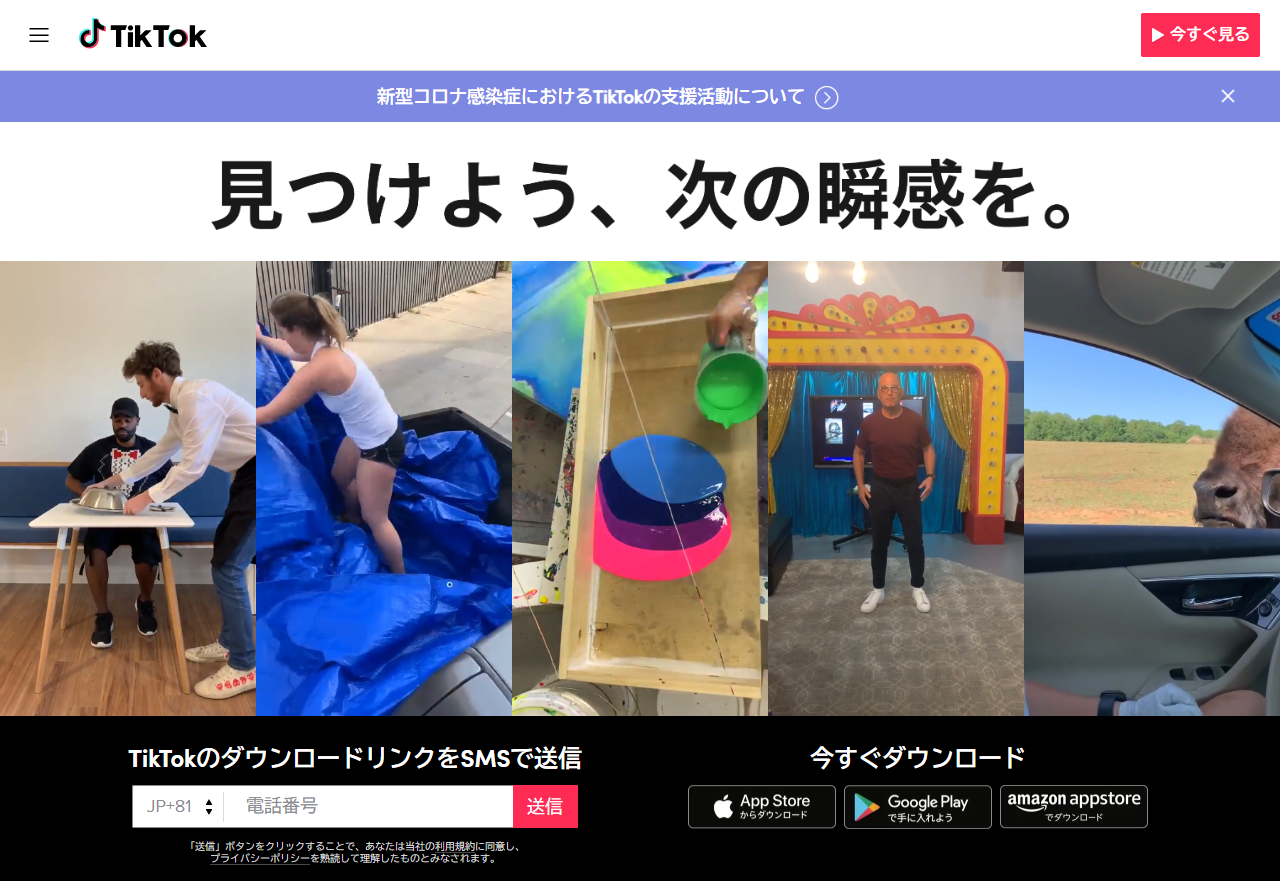 TikTok
今すぐ見る
新型コロナ感染症におけるTikTokの支援活動について
見つけよう、次の瞬感を。
TikTokのダウンロードリンクをSMSで送信
JP+81
電話番号
送信
「送信」ボタンをクリックすることで、あなたは当社の利用規約に同意し、
プライバシーポリシーを熟読して理解したものとみなされます。
今すぐダウンロード
App Store
からダウンロード
Google Play
で手に入れよう
amazon appstore
でダウンロード